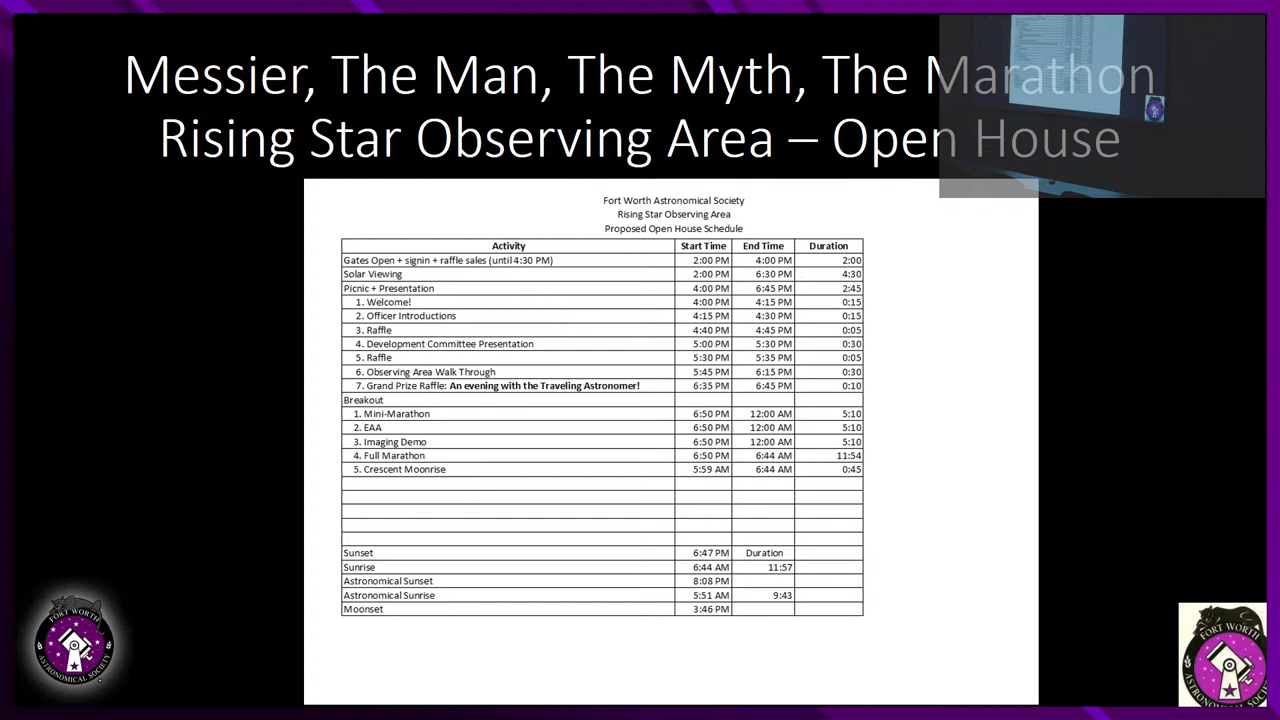 Messier, The Man, The Myth, The Marathon
Rising Star Observing Area – Open House
Fort Worth Astronomical Society
Rising Star Observing Area
Proposed Open House Schedule
Activity Start Time End Time Duration
Gates Open + signin + raffle sales (until 4:30 PM) 2:00 PM 4:00 PM 2:00
Solar Viewing 2:00 PM 6:30 PM 4:30
Picnic + Presentation 4:00 PM 6:45 PM 2:45
1. Welcome! 4:00 PM 4:15 PM 0:15
2. Officer Introductions 4:15 PM 4:30 PM 0:15
3. Raffle 4:40 PM 4:45 PM 0:05
4. Development Committee Presentation 5:00 PM 5:30 PM 0:30
5. Raffle 5:30 PM 5:35 PM 0:05
6. Observing Area Walk Through 5:45 PM 6:15 PM 0:30
7. Grand Prize Raffle: An evening with the Traveling Astronomer! 6:35 PM 6:45 PM 0:10
Breakout
1. Mini-Marathon 6:50 PM 12:00 AM 5:10
2. EAA 6:50 PM 12:00 AM 5:10
3. Imaging Demo 6:50 PM 12:00 AM 5:10
4. Full Marathon 6:50 PM 6:44 AM 11:54
5. Crescent Moonrise 5:59 AM 6:44 AM 0:45
Sunset 6:47 PM Duration
Sunrise 6:44 AM 11:57
Astronomical Sunset 8:08 PM
Astronomical Sunrise 5:51 AM 9:43
Moonset 3:46 PM
FORT WORTH
ASTRONOMICAL SOCIETY
FORT WORTH
ASTRONOMICAL SOCIETY